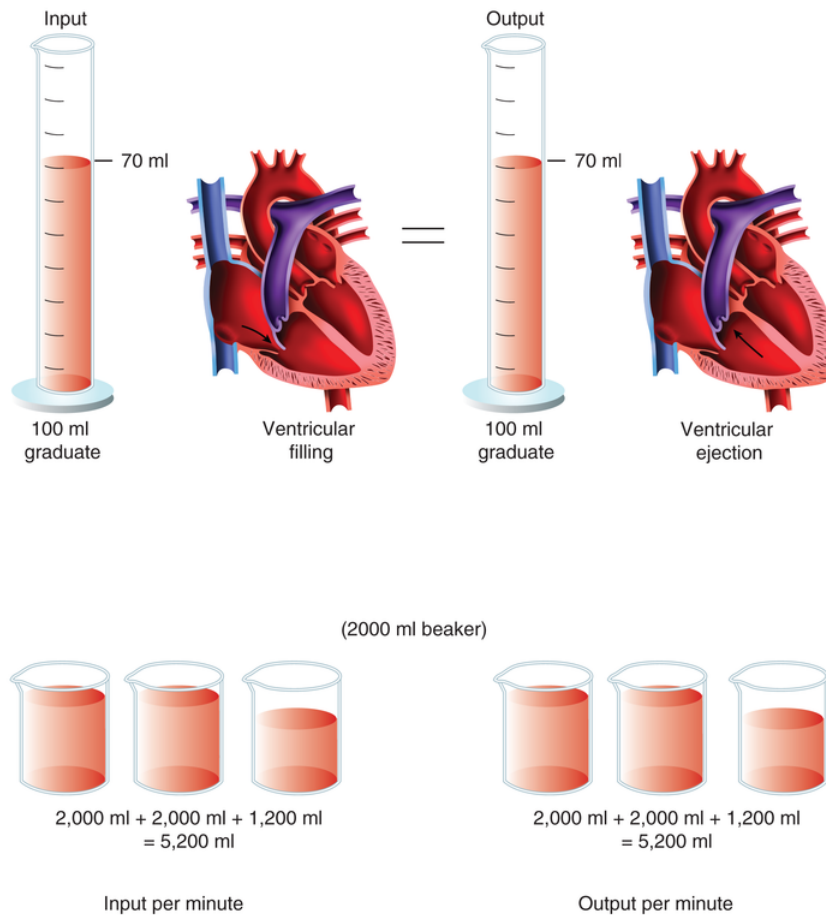 Input
Output
70 ml
70 ml
=
100 ml
graduate
Ventricular
filling
100 ml
graduate
Ventricular
ejection
(2000 ml beaker)
2,000 ml + 2,000 ml + 1,200 ml
= 5,200 ml
2,000 ml + 2,000 ml + 1,200 ml
= 5,200 ml
Input per minute
Output per minute